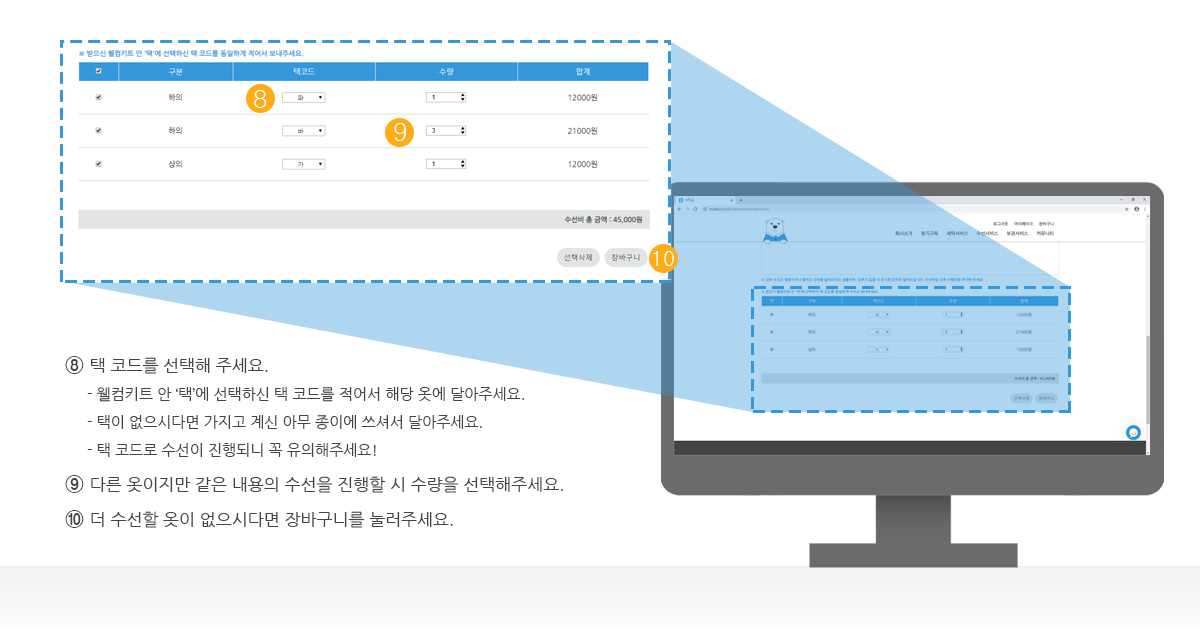 ※ 받으신 웰컴키트 안 '택'에 선택하신 택 코드를 동일하게 적어서 보내주세요.
구분 택코드 수량 합계
하의 ⑧ 파 1 12000원
하의 바 ⑨ 3 21000원
상의 가 1 12000원
수선비 총 금액 : 45,000원
선택삭제 장바구니 ⑩
로그아웃 마이페이지 장바구니
회사소개 정기구독 세탁서비스 수선서비스 보관서비스 커뮤니티
구분 택코드 수량 합계
하의 파 1 12000원
하의 바 3 21000원
상의 가 1 12000원
수선비 총 금액 : 45,000원
선택삭제 장바구니
⑧ 택 코드를 선택해 주세요.
- 웰컴키트 안 ‘택’에 선택하신 택 코드를 적어서 해당 옷에 달아주세요.
- 택이 없으시다면 가지고 계신 아무 종이에 쓰셔서 달아주세요.
- 택 코드로 수선이 진행되니 꼭 유의해주세요!
⑨ 다른 옷이지만 같은 내용의 수선을 진행할 시 수량을 선택해주세요.
⑩ 더 수선할 옷이 없으시다면 장바구니를 눌러주세요.